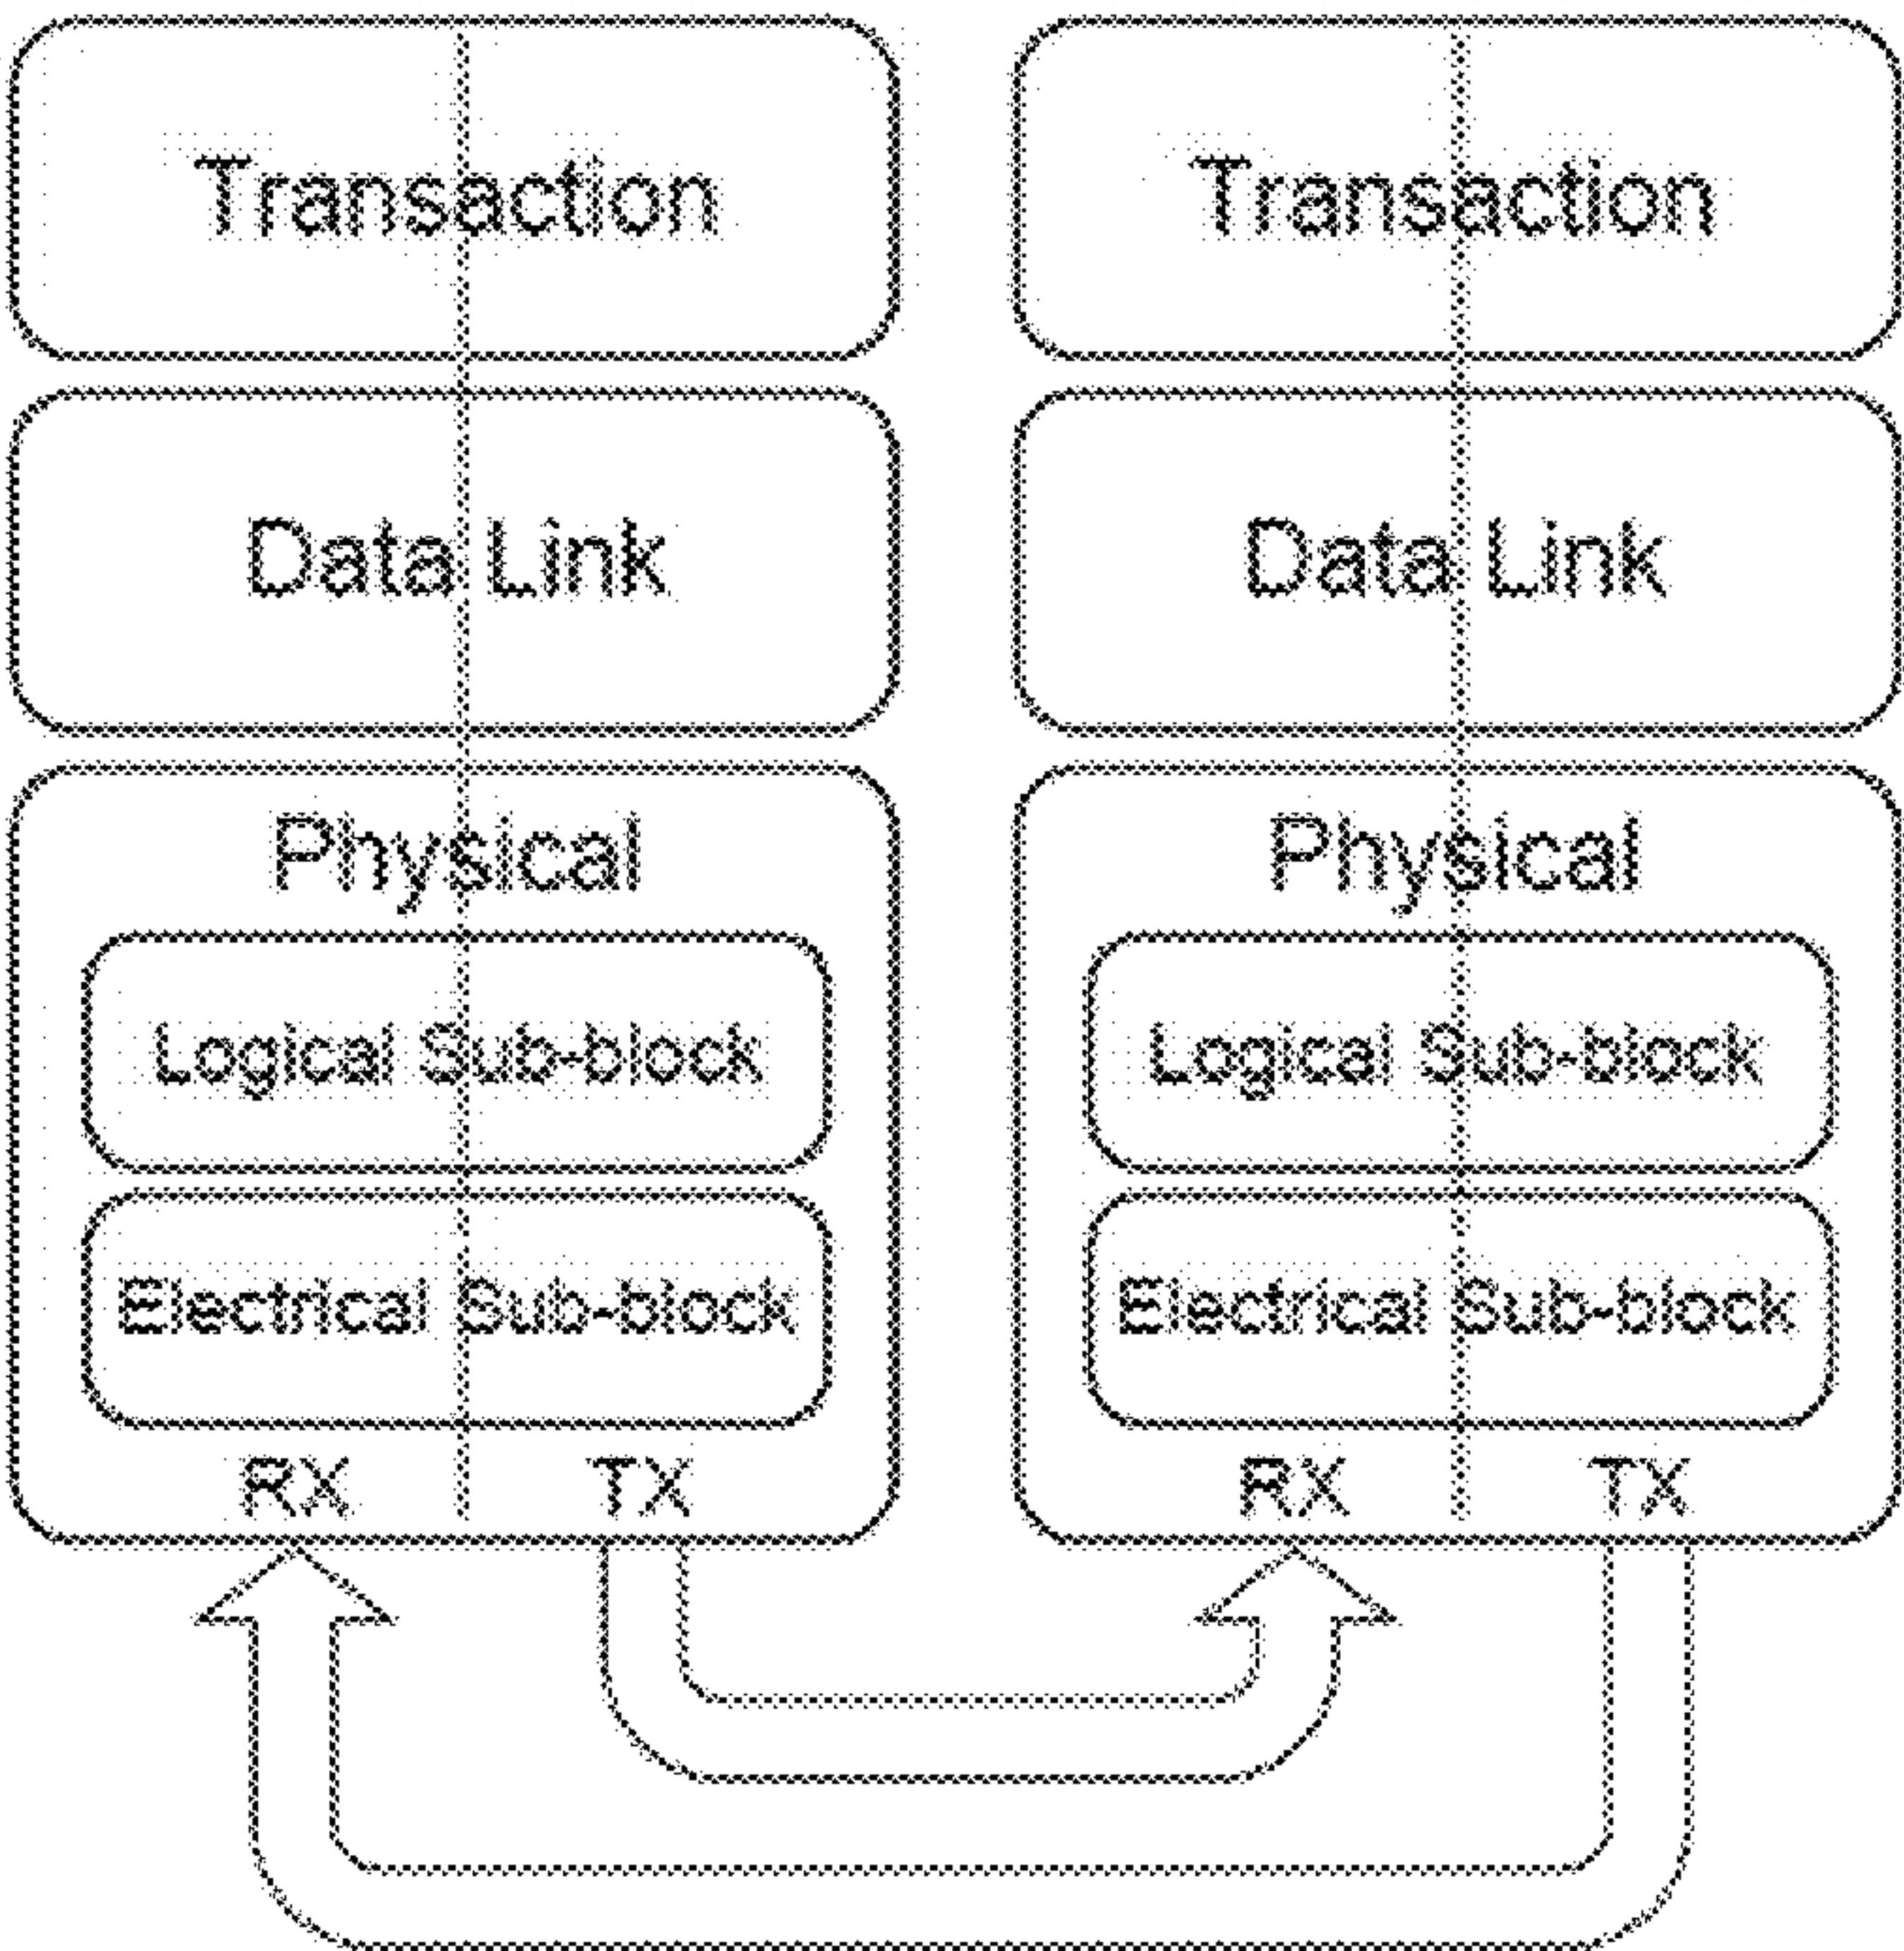 Transaction
Transaction
Data Link
Data Link
Physical
Physical
Logical Sub-block
Logical Sub-block
Electrical Sub-block
Electrical Sub-block
RX TX
RX TX